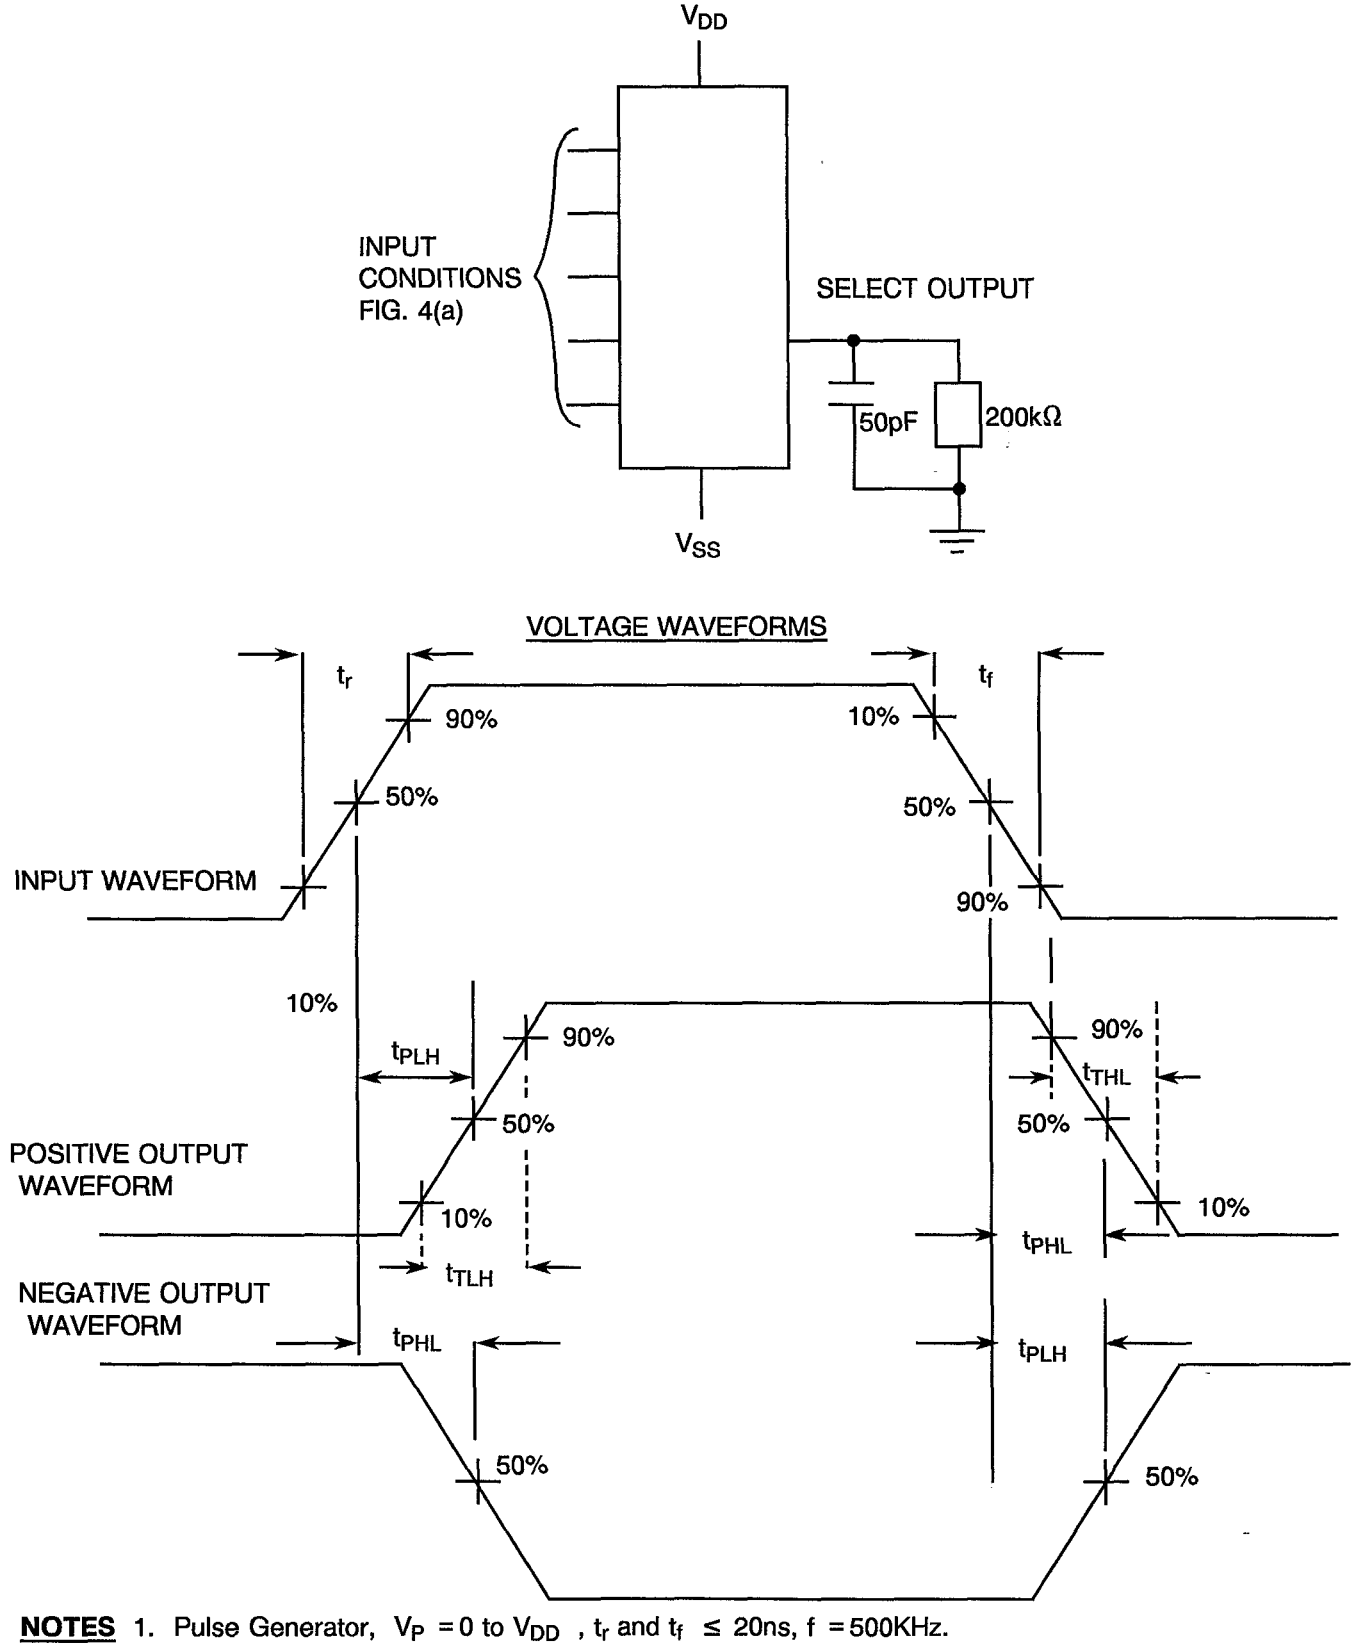 VDD
INPUT
CONDITIONS
FIG. 4(a)
SELECT OUTPUT
50pF
200kΩ
VSS
VOLTAGE WAVEFORMS
tr
tf
90%
10%
50%
50%
INPUT WAVEFORM
90%
10%
90%
90%
tPLH
tTHL
50%
50%
POSITIVE OUTPUT
WAVEFORM
10%
10%
tPHL
tTLH
NEGATIVE OUTPUT
WAVEFORM
tPHL
tPLH
50%
50%
NOTES 1. Pulse Generator, VP = 0 to VDD , tr and tf ≤ 20ns, f = 500KHz.